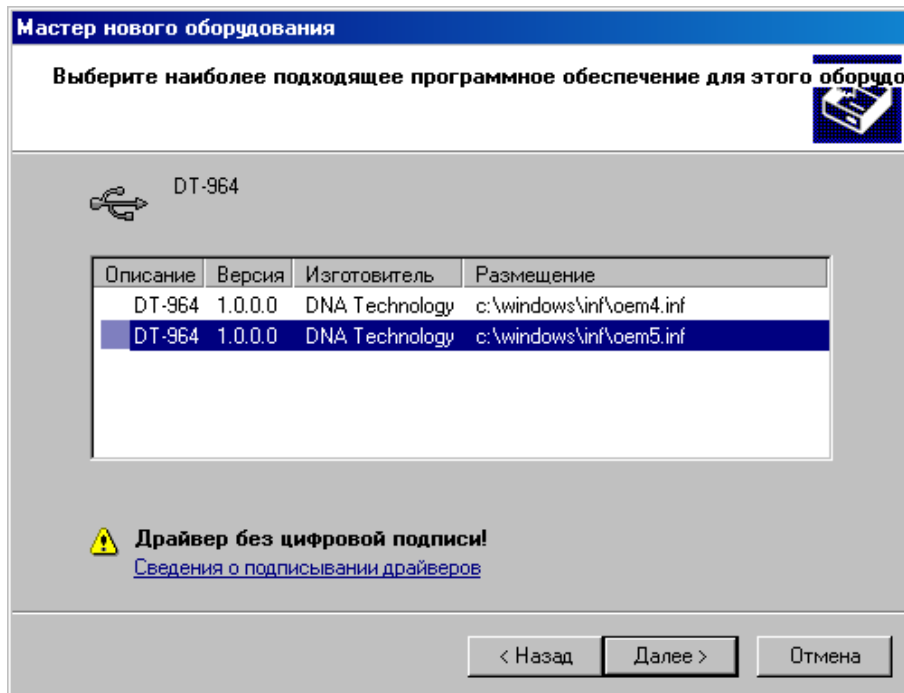 Мастер нового оборудования
Выберите наиболее подходящее программное обеспечение для этого оборудо
DT-964
Описание Версия Изготовитель Размещение
DT-964 1.0.0.0 DNA Technology c:\windows\inf\oem4.inf
DT-964 1.0.0.0 DNA Technology c:\windows\inf\oem5.inf
Драйвер без цифровой подписи!
Сведения о подписывании драйверов
< Назад Далее > Отмена